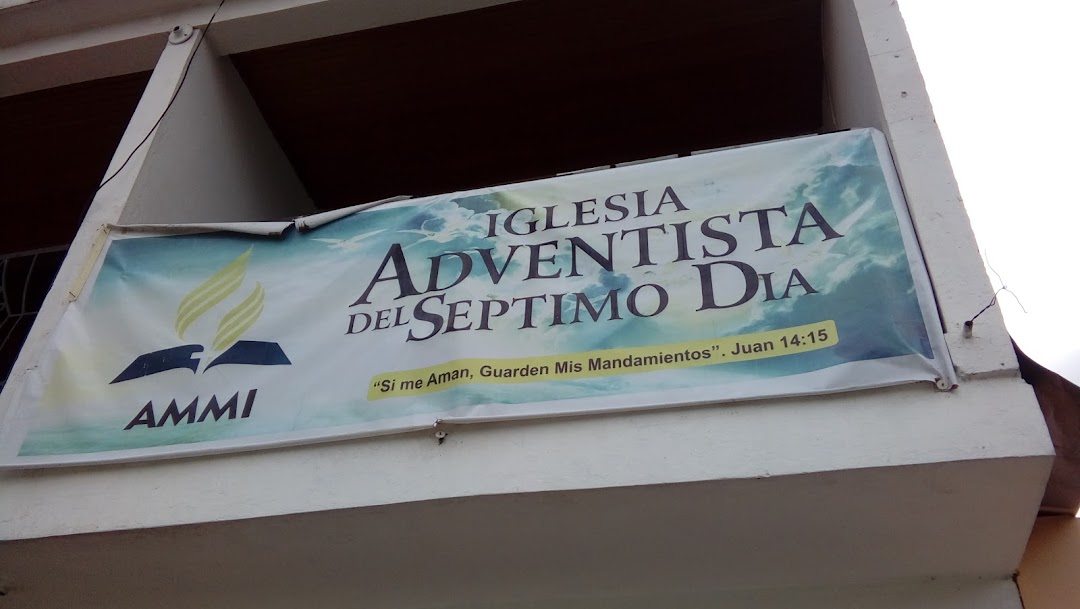 IGLESIA
ADVENTISTA
DEL SEPTIMO DIA
"Si me Aman, Guarden Mis Mandamientos". Juan 14:15
AMMI